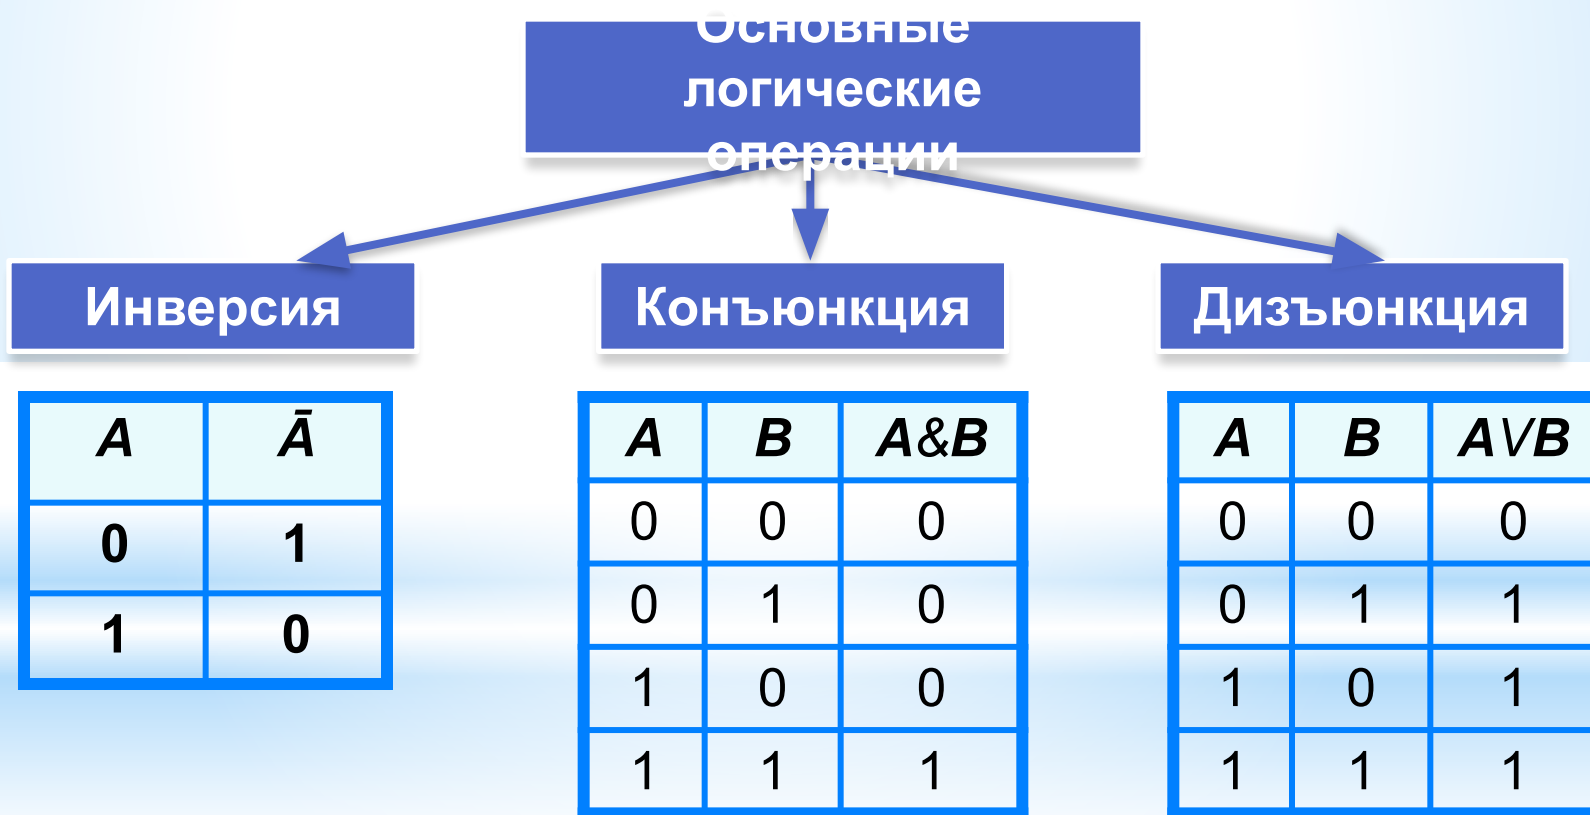 Основные
логические
операции
Инверсия
Конъюнкция
Дизъюнкция
A Ā
0 1
1 0
A B A&B
0 0 0
0 1 0
1 0 0
1 1 1
A B A\/B
0 0 0
0 1 1
1 0 1
1 1 1